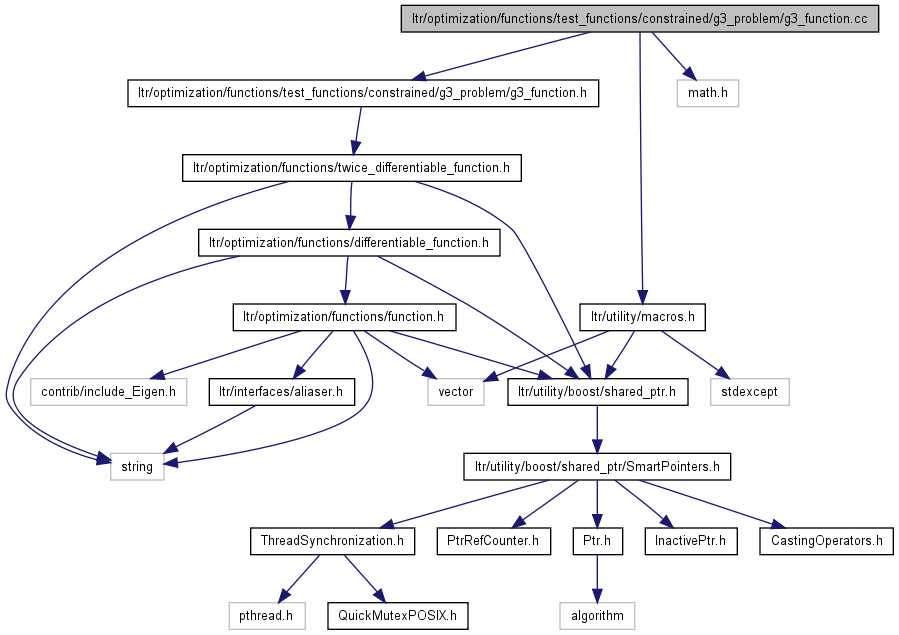 ltr/optimization/functions/test_functions/constrained/g3_problem/g3_function.cc
ltr/optimization/functions/test_functions/constrained/g3_problem/g3_function.h
math.h
ltr/optimization/functions/twice_differentiable_function.h
ltr/optimization/functions/differentiable_function.h
ltr/optimization/functions/function.h
ltr/utility/macros.h
contrib/include_Eigen.h
ltr/interfaces/aliaser.h
vector
ltr/utility/boost/shared_ptr.h
stdexcept
string
ltr/utility/boost/shared_ptr/SmartPointers.h
ThreadSynchronization.h
PtrRefCounter.h
Ptr.h
InactivePtr.h
CastingOperators.h
pthread.h
QuickMutexPOSIX.h
algorithm